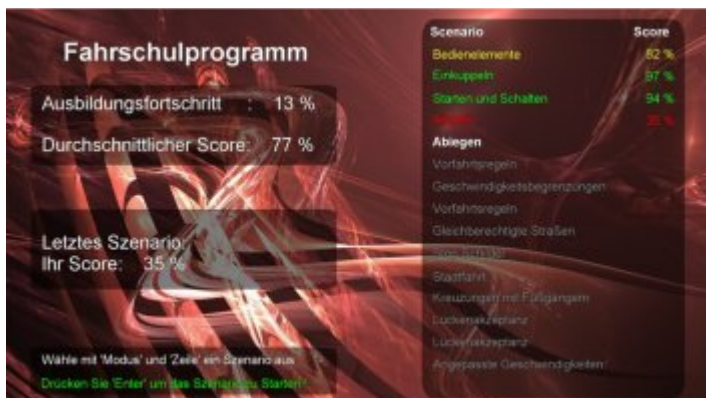 Fahrschulprogramm
Ausbildungsfortschritt : 13 %
Durchschnittlicher Score: 77 %
Letztes Szenario:
Ihr Score: 35 %
Wähle mit 'Modus' und 'Zeile' ein Szenario aus
Drücken Sie 'Enter' um das Szenario zu Starten!
Scenario Score
Bedienelemente 82 %
Einkuppeln 97 %
Starten und Schalten 94 %
35 %
Abiegen
Vorfahrtsregeln
Geschwendigkeitsbegrenzungen
Vorfahrtsregeln
Gleichberechtigte Straßen
Stadtfahrt
Kreuzungen mit Fußgängern
Lückenakzeptanz
Lückenakzeptanz
Angepasste Geschwendigkeiten